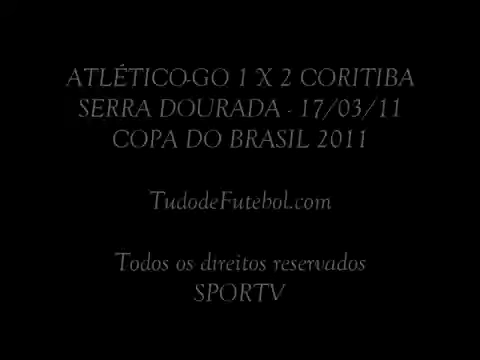 ATLÉTICO-GO 1 X 2 CORITIBA
SERRA DOURADA - 17/03/11
COPA DO BRASIL 2011
TudodeFutebol.com
Todos os direitos reservados
SPORTV